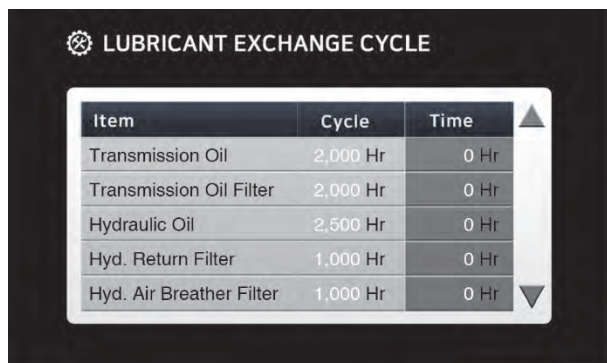 LUBRICANT EXCHANGE CYCLE
Item Cycle Time
Transmission Oil 2,000 Hr 0 Hr
Transmission Oil Filter 2,000 Hr 0 Hr
Hydraulic Oil 2,500 Hr 0 Hr
Hyd. Return Filter 1,000 Hr 0 Hr
Hyd. Air Breather Filter 1,000 Hr 0 Hr